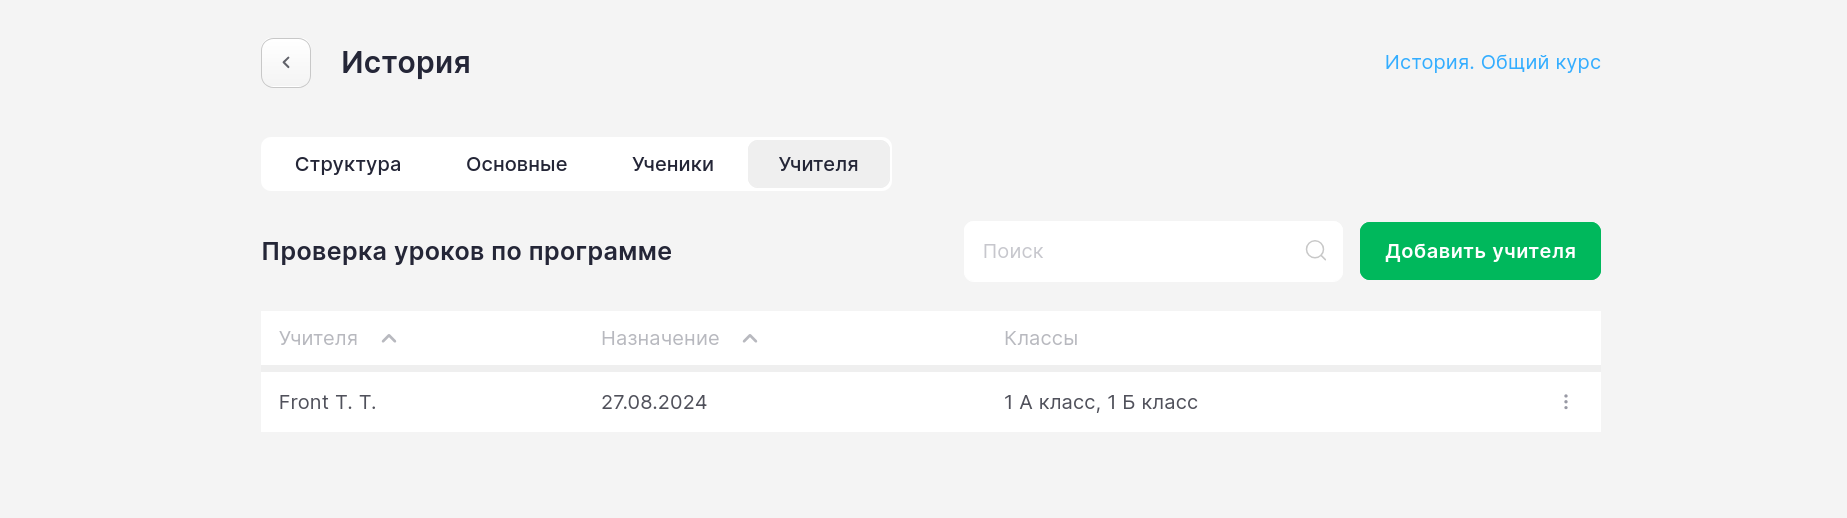 История
История. Общий курс
Структура Основные Ученики Учителя
Проверка уроков по программе
Поиск
Добавить учителя
Учителя Назначение Классы
Front Т. Т. 27.08.2024 1 А класс, 1 Б класс